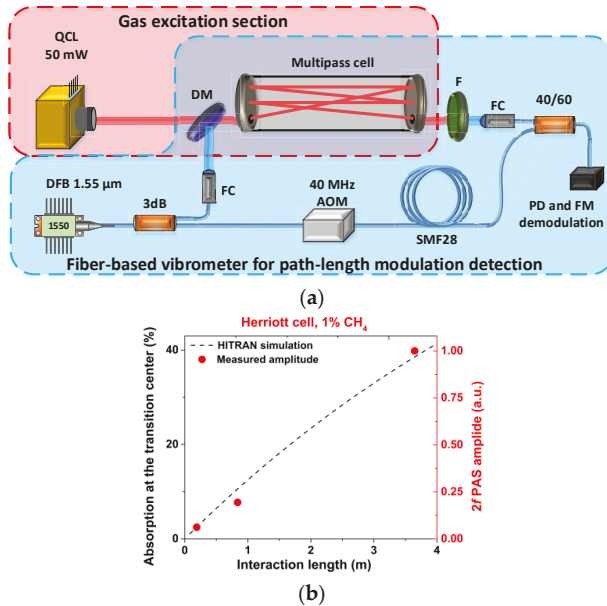 Gas excitation section
QCL
50 mW
Multipass cell
DM
F
FC
40/60
DFB 1.55 µm
1550
3dB
FC
40 MHz
AOM
SMF28
PD and FM
demodulation
Fiber-based vibrometer for path-length modulation detection
(a)
Herriott cell, 1% CH₄
Absorption at the transition center (%)
40
20
0
HITRAN simulation
Measured amplitude
1.00
0.75
0.50
0.25
0.00
2f PAS amplide (a.u.)
0 1 2 3 4
Interaction length (m)
(b)